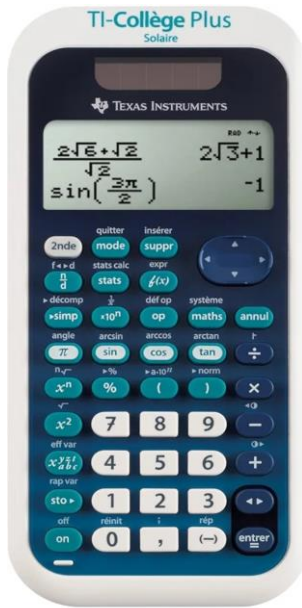 TI-Collège Plus
Solaire
TEXAS INSTRUMENTS
RAD
2√6+√2
√2
2√3+1
sin(3π/2)
-1
quitter insérer
2nde mode suppr
f◄►d stats calc expr
n/d stats f(x)
►décomp 1/x déf op système
►simp ×10ⁿ op maths annul
angle arcsin arccos arctan
π sin cos tan ÷
ⁿ√ ►% ►a·10ⁿ ►norm
xⁿ % ( ) ×
√
x² 7 8 9 −
eff var
x y z t a b c 4 5 6 +
rap var
sto► 1 2 3 ◄►
off réinit ; rép
on 0 , (−) entrer
=